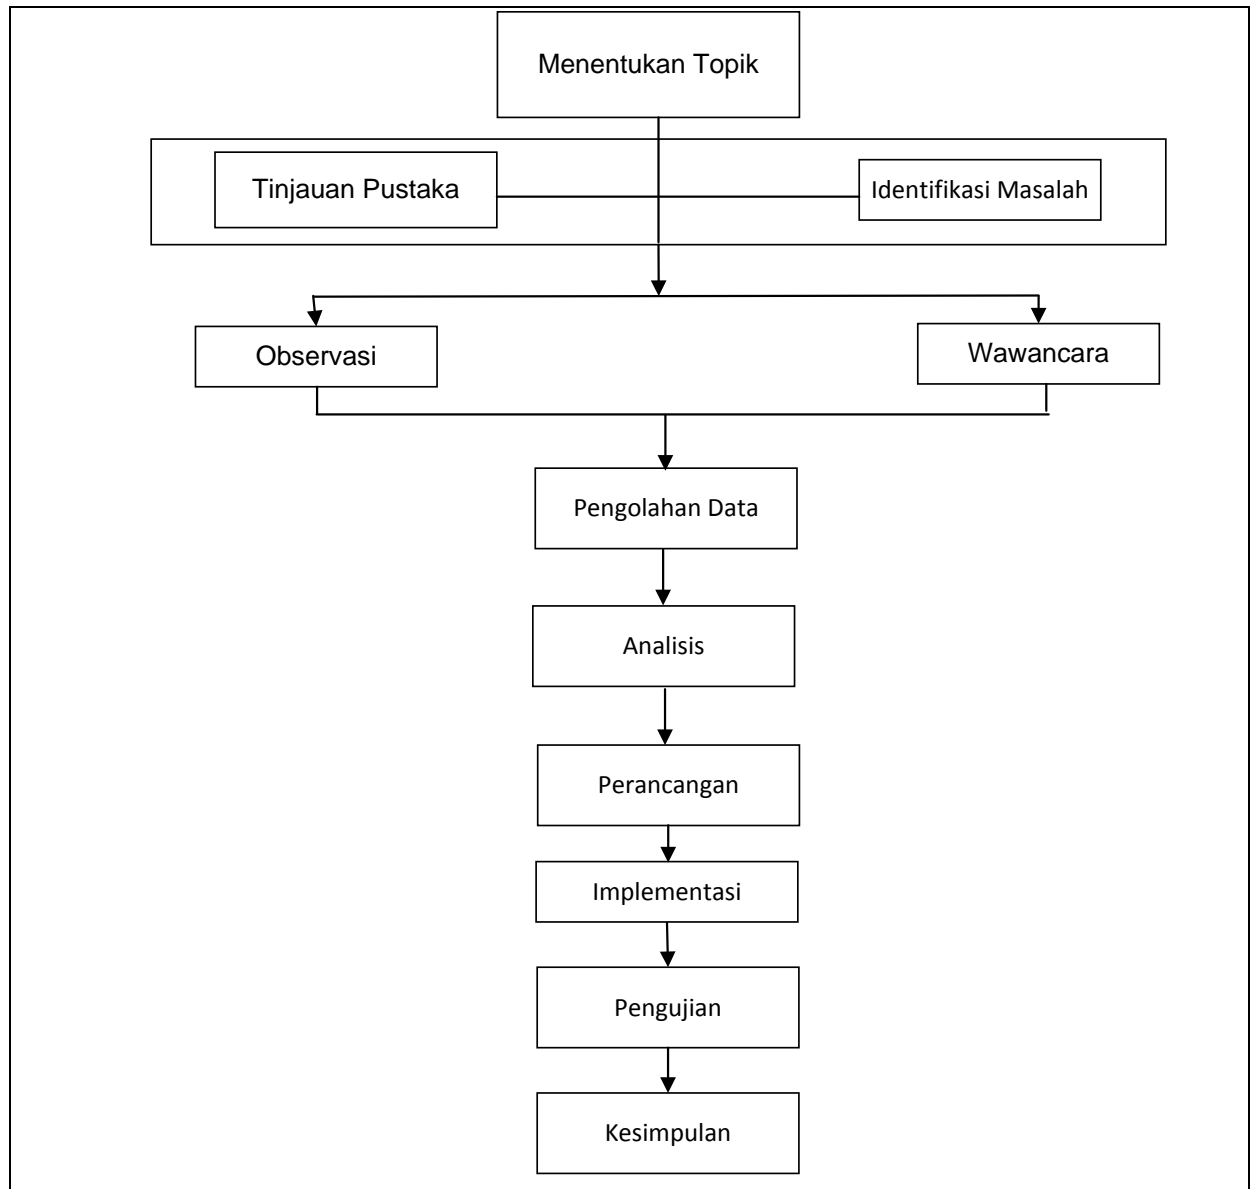 Menentukan Topik
Tinjauan Pustaka
Identifikasi Masalah
Observasi
Wawancara
Pengolahan Data
Analisis
Perancangan
Implementasi
Pengujian
Kesimpulan